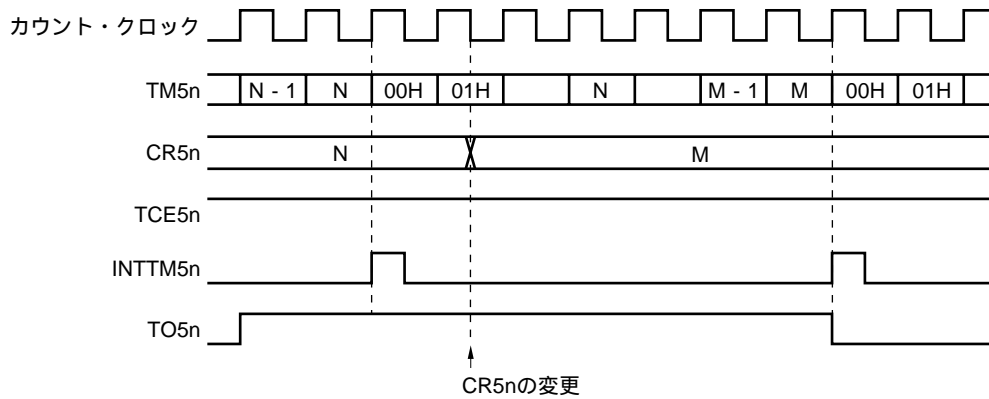 カウント・クロック
TM5n N - 1 N 00H 01H N M - 1 M 00H 01H
CR5n N M
TCE5n
INTTM5n
TO5n
CR5nの変更